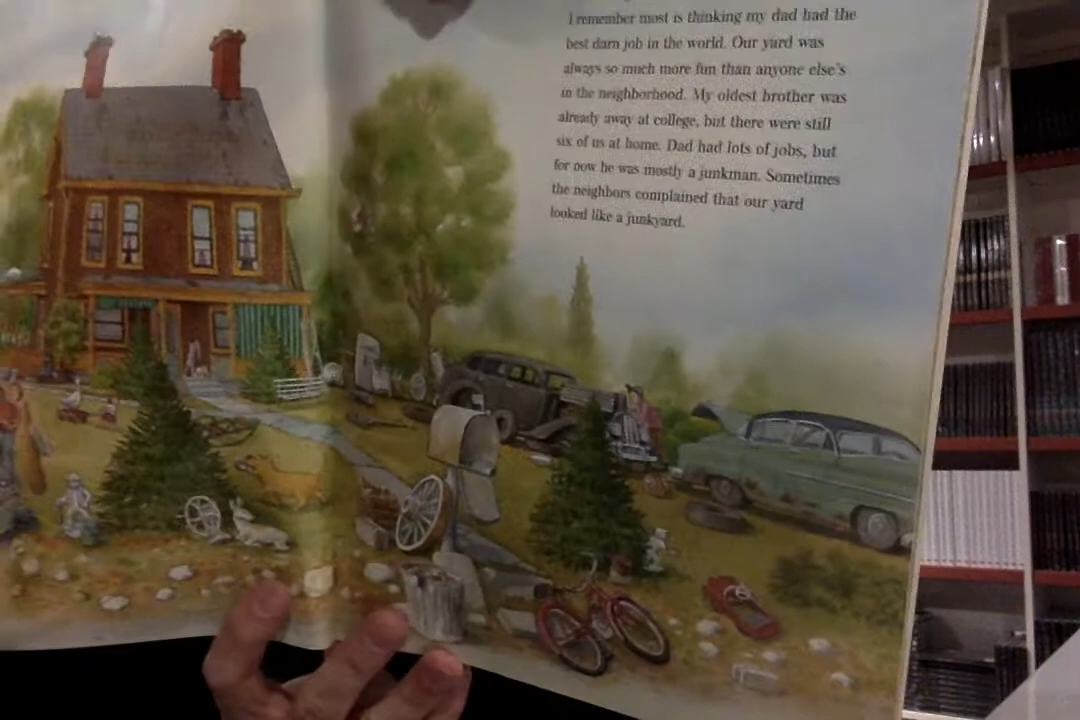 I remember most is thinking my dad had the
best darn job in the world. Our yard was
always so much more fun than anyone else's
in the neighborhood. My oldest brother was
already away at college, but there were still
six of us at home. Dad had lots of jobs, but
for now he was mostly a junkman. Sometimes
the neighbors complained that our yard
looked like a junkyard.